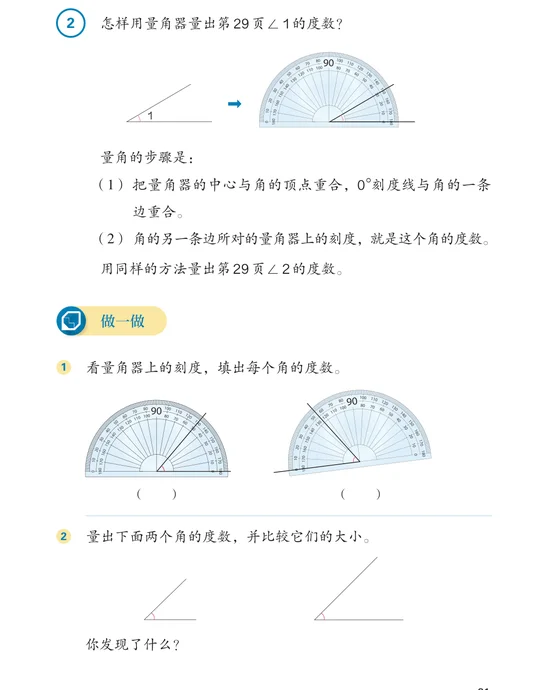 2 怎样用量角器量出第29页∠1的度数？
1
90
量角的步骤是：
（1）把量角器的中心与角的顶点重合，0°刻度线与角的一条
边重合。
（2）角的另一条边所对的量角器上的刻度，就是这个角的度数。
用同样的方法量出第29页∠2的度数。
做一做
1 看量角器上的刻度，填出每个角的度数。
90
90
（ ） （ ）
2 量出下面两个角的度数，并比较它们的大小。
你发现了什么？